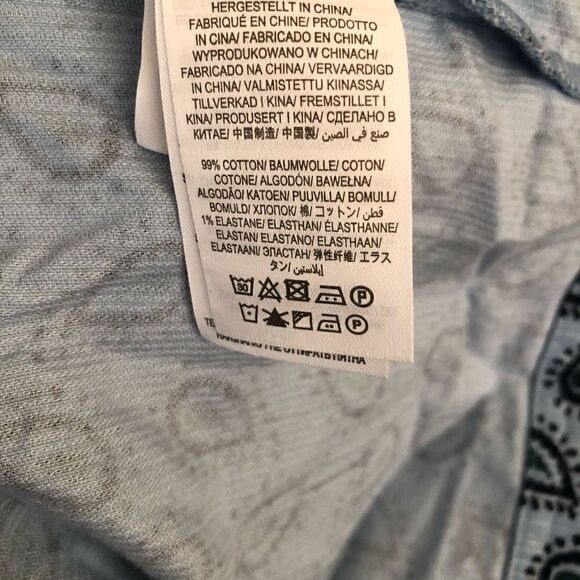 HERGESTELLT IN CHINA/
FABRIQUÉ EN CHINE/ PRODOTTO
IN CINA/ FABRICADO EN CHINA/
WYPRODUKOWANO W CHINACH/
FABRICADO NA CHINA/ VERVAARDIGD
IN CHINA/ VALMISTETTU KIINASSA/
TILLVERKAD I KINA/ FREMSTILLET I
KINA/ PRODUSERT I KINA/ СДЕЛАНО В
КИТАЕ/ 中国制造/ 中国製/ صنع في الصين
99% COTTON/ BAUMWOLLE/ COTON/
COTONE/ ALGODÓN/ BAWEŁNA/
ALGODÃO/ KATOEN/ PUUVILLA/ BOMULL/
BOMULD/ ХЛОПОК/ 棉/ コットン/ قطن/
1% ELASTANE/ ELASTHAN/ ÉLASTHANNE/
ELASTAN/ ELASTANO/ ELASTHAAN/
ELASTAANI/ ЭЛАСТАН/ 弹性纤维/ エラス
タン/ إيلاستين
30 P
P